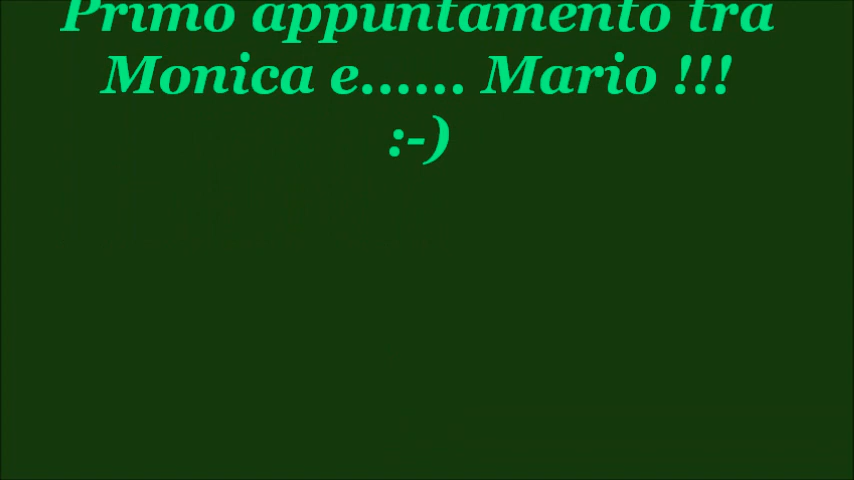 Primo appuntamento tra
Monica e...... Mario !!!
:-)